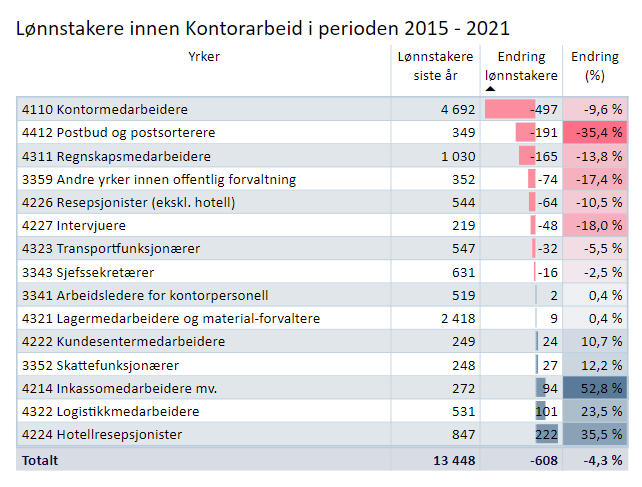 Lønnstakere innen Kontorarbeid i perioden 2015 - 2021
Yrker Lønnstakere siste år Endring lønnstakere Endring (%)
4110 Kontormedarbeidere 4 692 -497 -9,6 %
4412 Postbud og postsorterere 349 -191 -35,4 %
4311 Regnskapsmedarbeidere 1 030 -165 -13,8 %
3359 Andre yrker innen offentlig forvaltning 352 -74 -17,4 %
4226 Resepsjonister (ekskl. hotell) 544 -64 -10,5 %
4227 Intervjuere 219 -48 -18,0 %
4323 Transportfunksjonærer 547 -32 -5,5 %
3343 Sjefssekretærer 631 -16 -2,5 %
3341 Arbeidsledere for kontorpersonell 519 2 0,4 %
4321 Lagermedarbeidere og material-forvaltere 2 418 9 0,4 %
4222 Kundesentermedarbeidere 249 24 10,7 %
3352 Skattefunksjonærer 248 27 12,2 %
4214 Inkassomedarbeidere mv. 272 94 52,8 %
4322 Logistikkmedarbeidere 531 101 23,5 %
4224 Hotellresepsjonister 847 222 35,5 %
Totalt 13 448 -608 -4,3 %